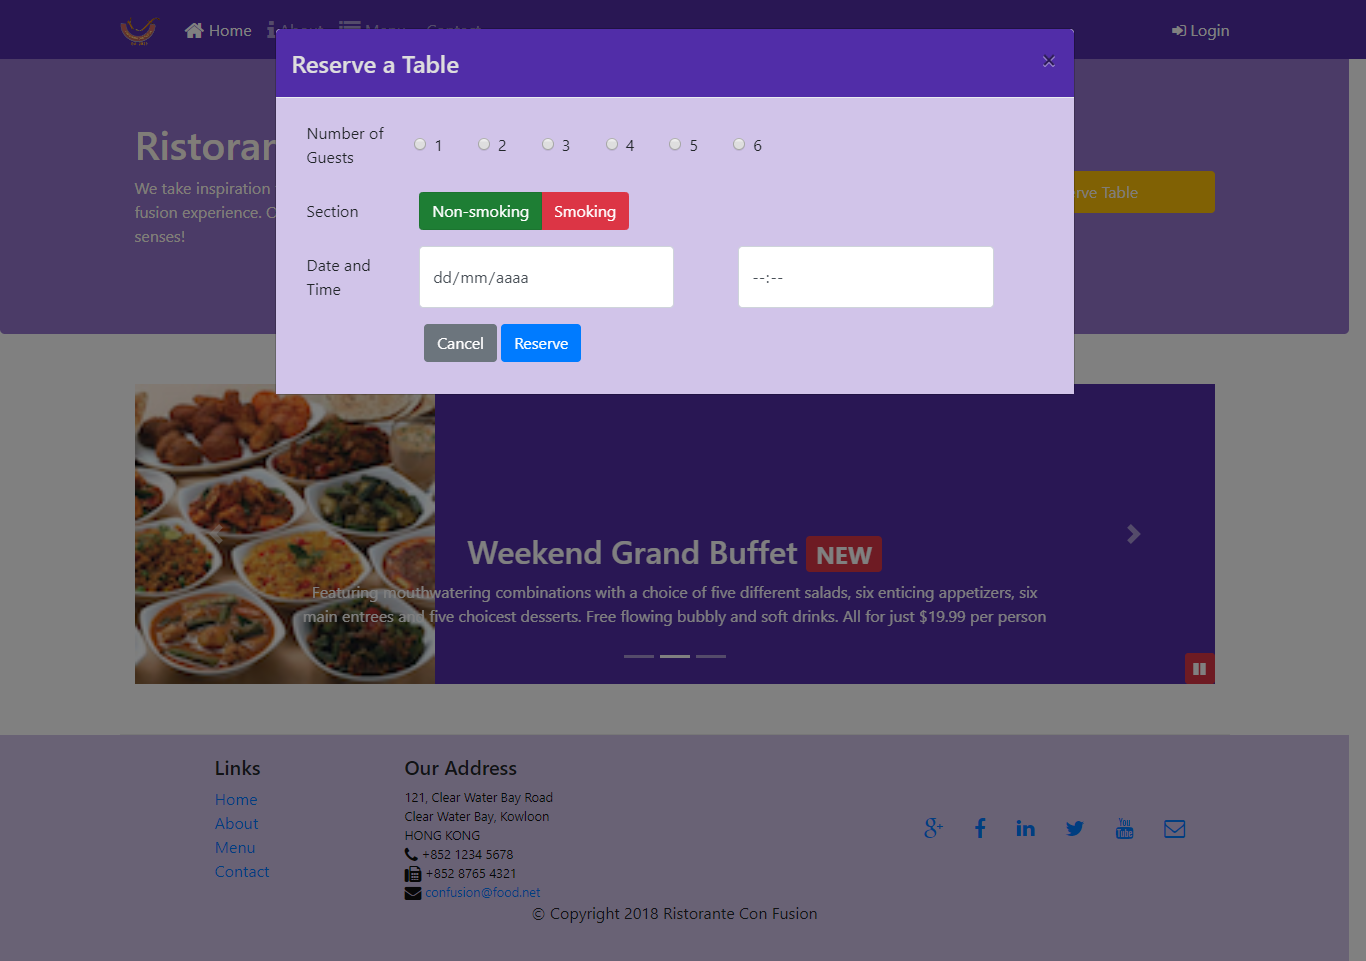 Home
About
Menu
Contact
Login
Reserve a Table
×
Number of
Guests
1 2 3 4 5 6
Section
Non-smoking Smoking
Date and
Time
dd/mm/aaaa
--:--
Cancel Reserve
We take inspiration
fusion experience.
senses!
Table
Weekend Grand Buffet NEW
Featuring mouthwatering combinations with a choice of five different salads, six enticing appetizers, six
main entrees and five choicest desserts. Free flowing bubbly and soft drinks. All for just $19.99 per person
Links
Home
About
Menu
Contact
Our Address
121, Clear Water Bay Road
Clear Water Bay, Kowloon
HONG KONG
+852 1234 5678
+852 8765 4321
confusion@food.net
You
Tube
© Copyright 2018 Ristorante Con Fusion